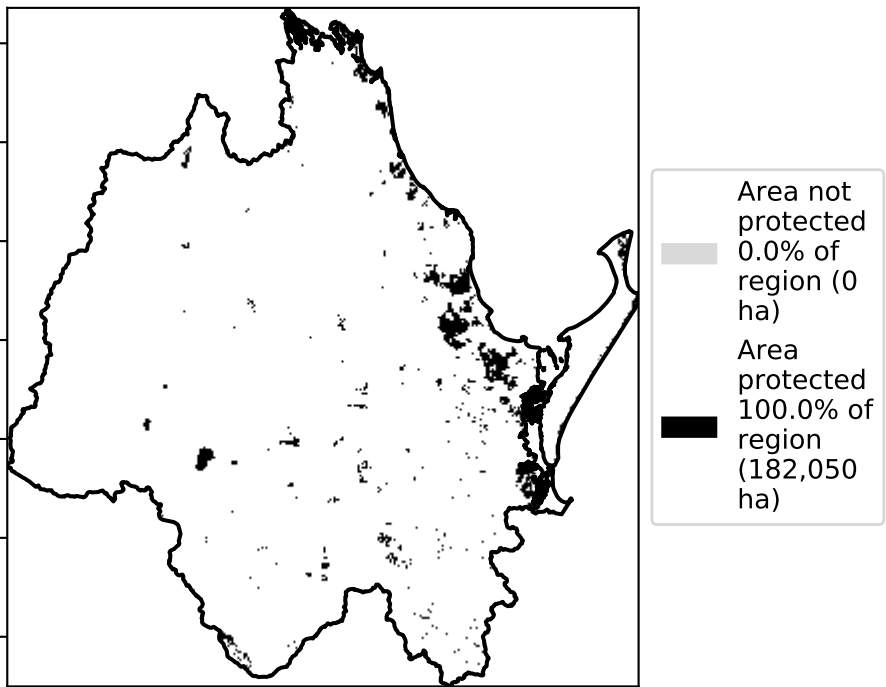 Area not
protected
0.0% of
region (0
ha)
Area
protected
100.0% of
region
(182,050
ha)